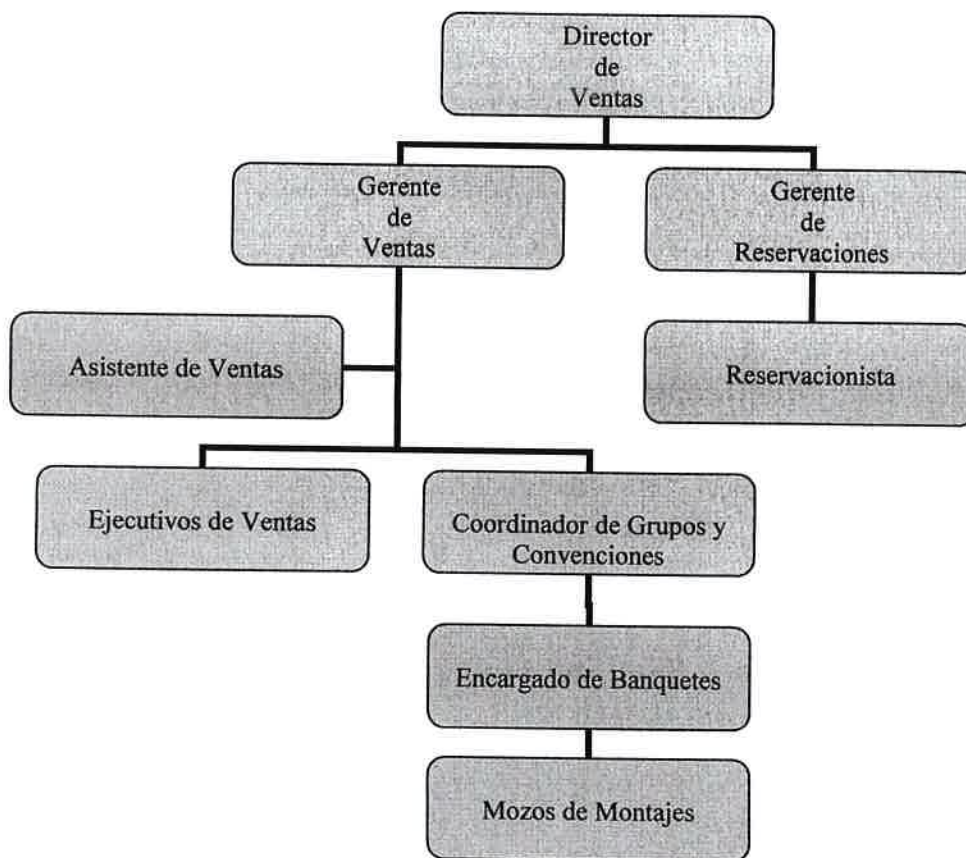 Director
de
Ventas
Gerente
de
Ventas
Gerente
de
Reservaciones
Asistente de Ventas
Reservacionista
Ejecutivos de Ventas
Coordinador de Grupos y
Convenciones
Encargado de Banquetes
Mozos de Montajes